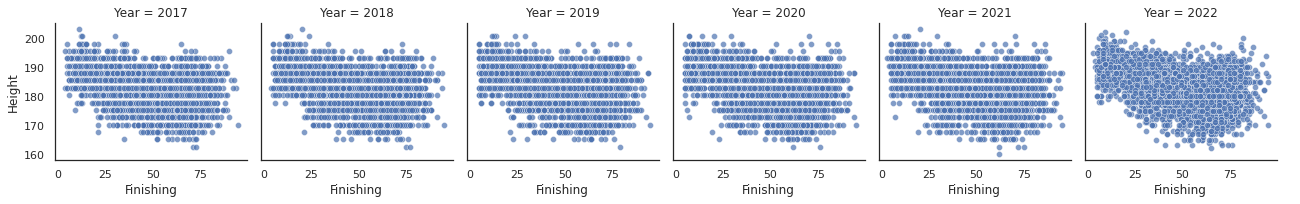 Year = 2017 Year = 2018 Year = 2019 Year = 2020 Year = 2021 Year = 2022
200
190
180
170
160
Height
0 25 50 75 0 25 50 75 0 25 50 75 0 25 50 75 0 25 50 75 0 25 50 75
Finishing Finishing Finishing Finishing Finishing Finishing